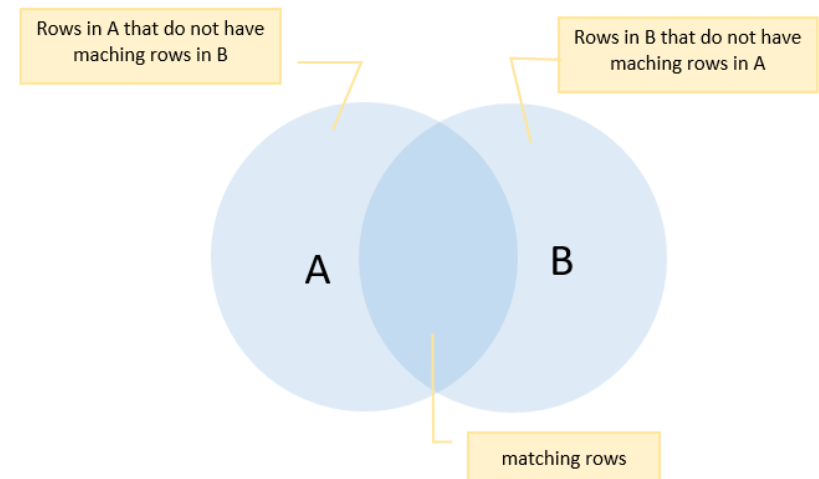 Rows in A that do not have
maching rows in B
Rows in B that do not have
maching rows in A
A
B
matching rows